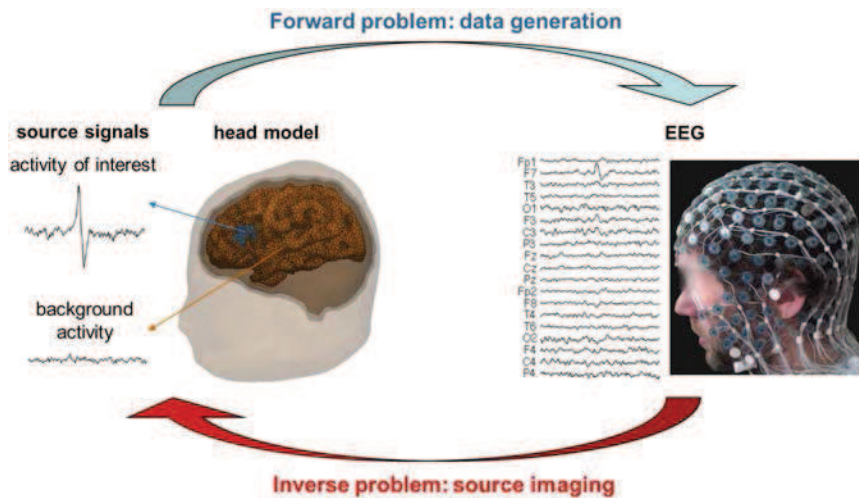 Forward problem: data generation
source signals
head model
EEG
activity of interest
background
activity
Fp1
F7
T3
T5
O1
F3
C3
P3
Fz
Cz
Pz
Fp2
F8
T4
T6
O2
F4
C4
P4
Inverse problem: source imaging